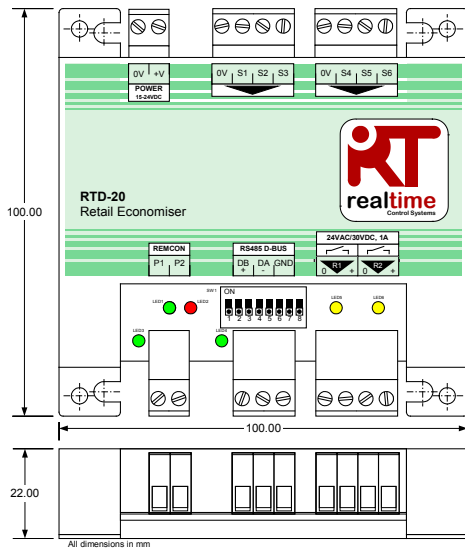 0V +V
POWER
15-24VDC
0V S1 S2 S3
0V S4 S5 S6
RT
realtime
Control Systems
RTD-20
Retail Economiser
100.00
REMCON
P1 P2
RS485 D-BUS
DB DA GND
+ -
24VAC/30VDC, 1A
R1 R2
0 + 0 +
SW1 ON
1 2 3 4 5 6 7 8
LED1 LED2
LED5 LED6
LED3 LED4
100.00
22.00
All dimensions in mm